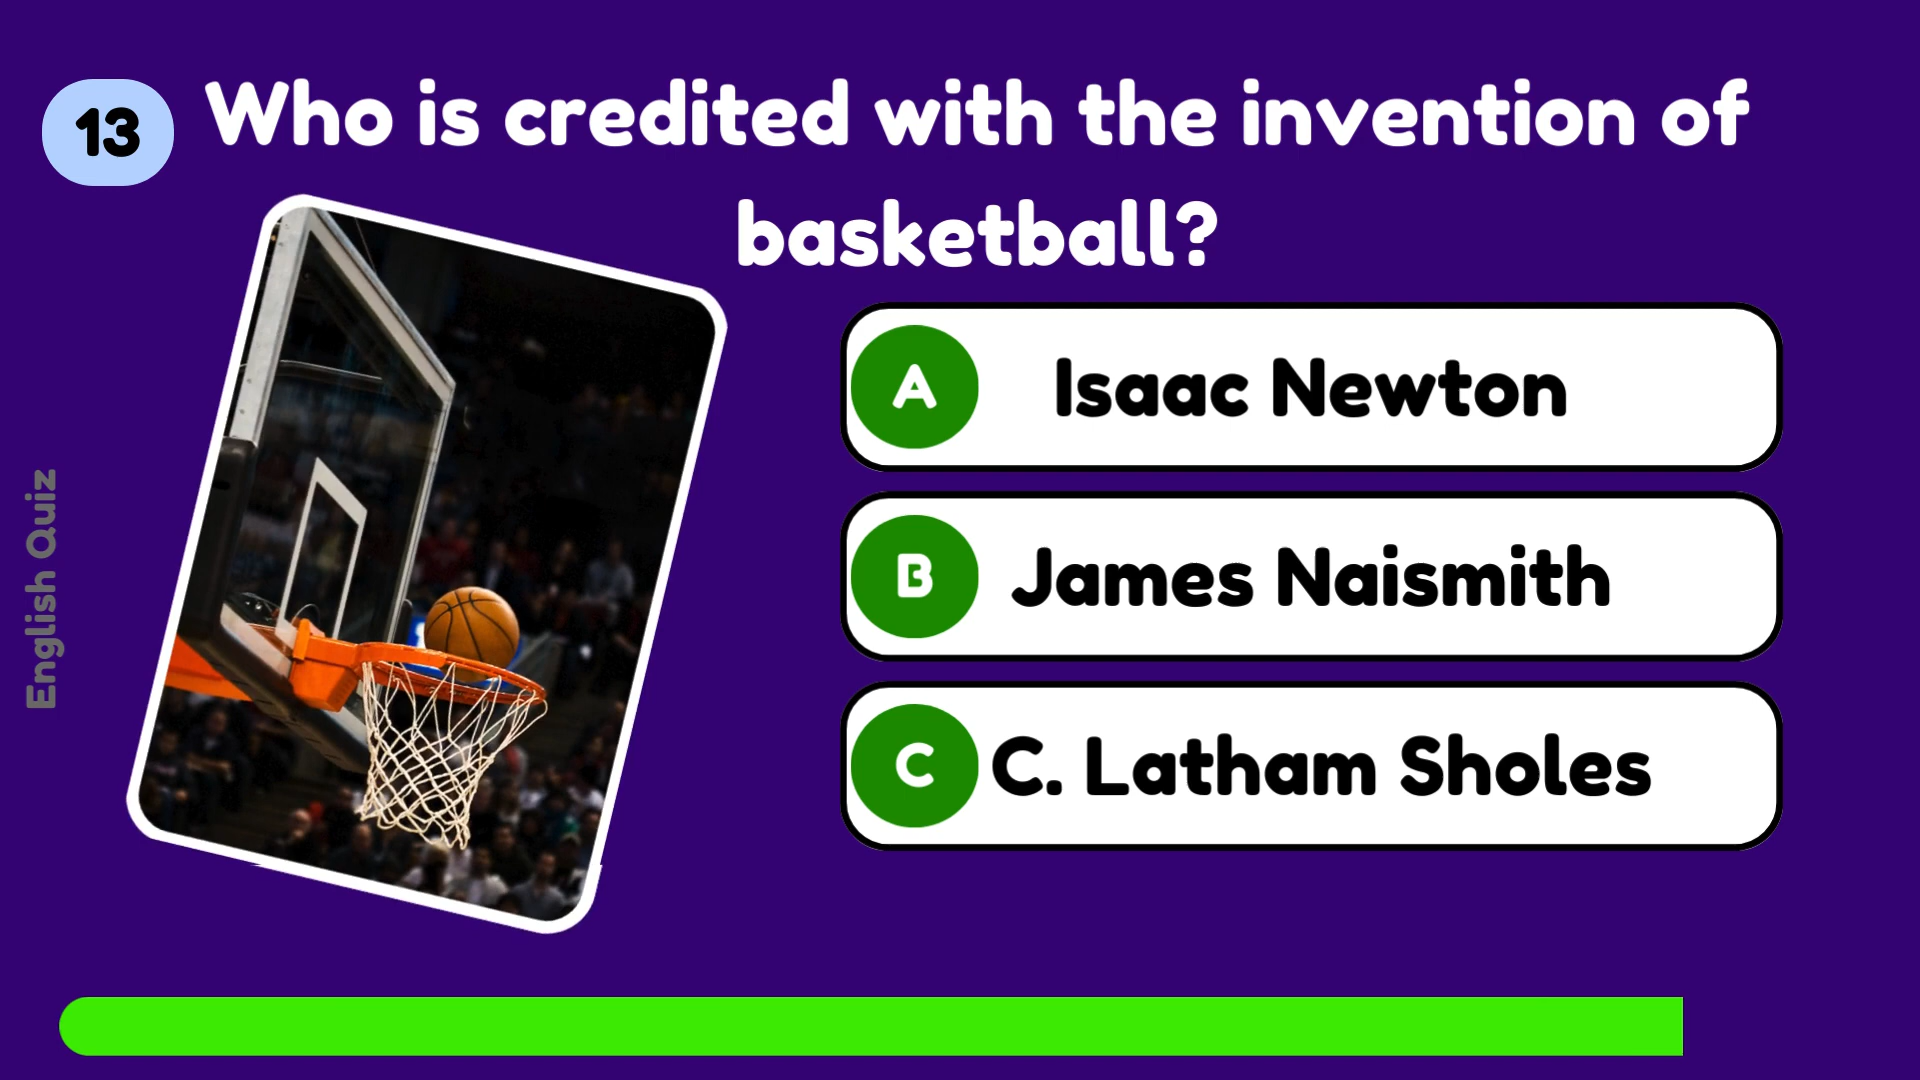 13
Who is credited with the invention of
basketball?
A Isaac Newton
B James Naismith
C C. Latham Sholes
English Quiz